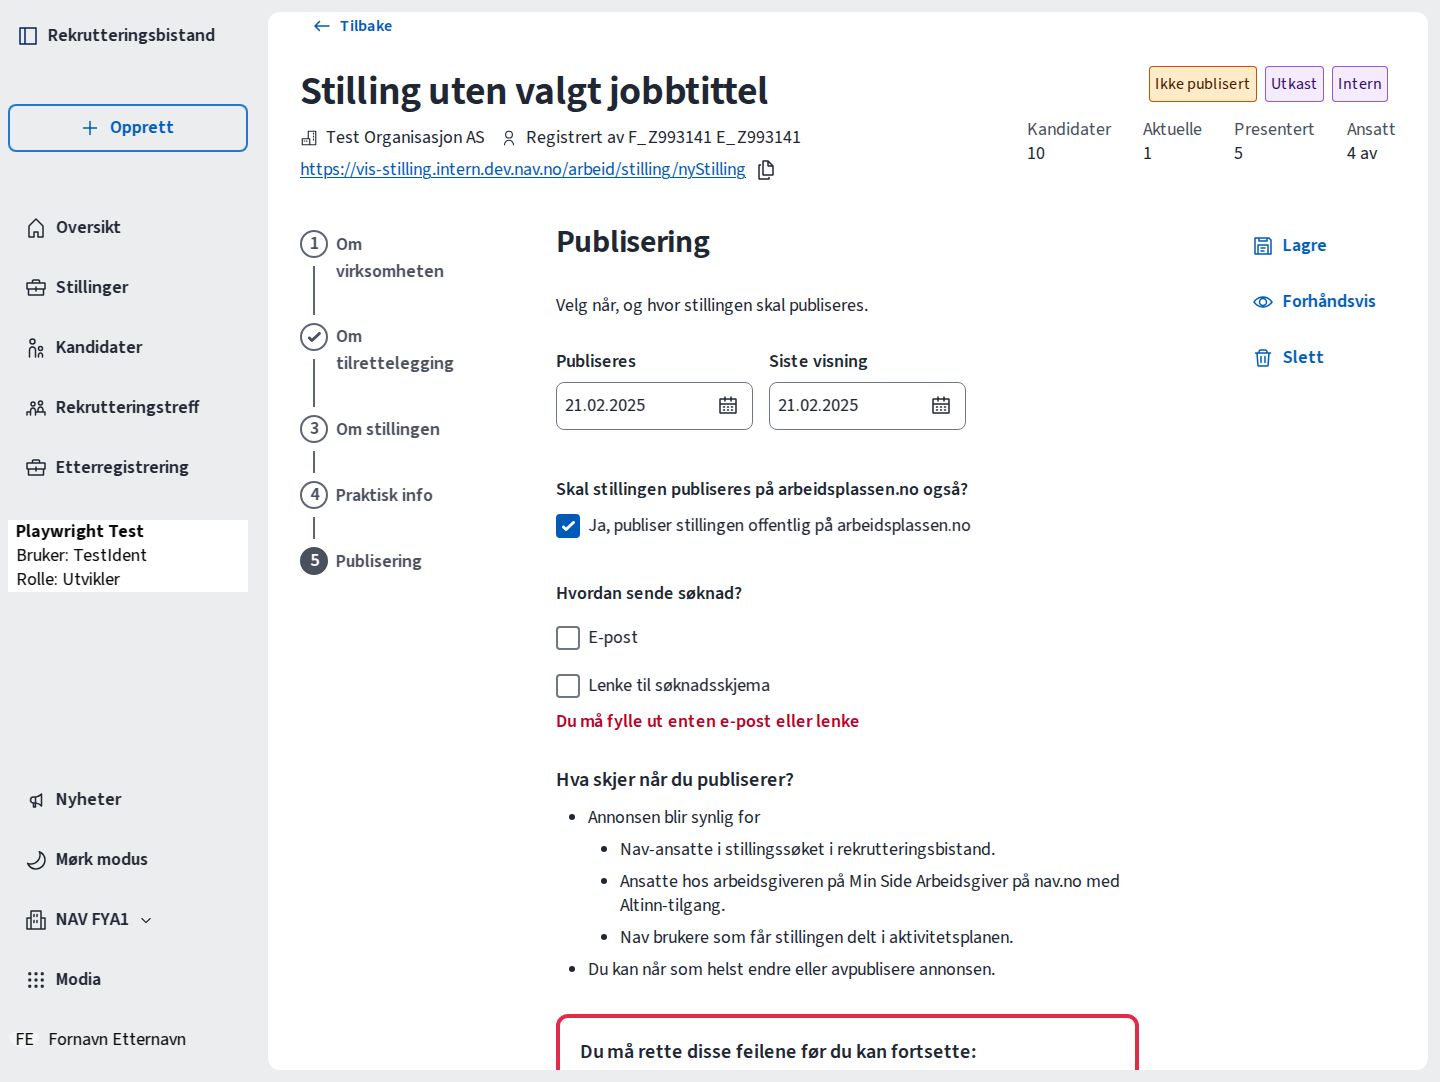 Rekrutteringsbistand
Opprett
Oversikt
Stillinger
Kandidater
Rekrutteringstreff
Etterregistrering
Playwright Test
Bruker: TestIdent
Rolle: Utvikler
Nyheter
Mørk modus
NAV FYA1
Modia
FE Fornavn Etternavn
Tilbake
Stilling uten valgt jobbtittel
Test Organisasjon AS Registrert av F_Z993141 E_Z993141
https://vis-stilling.intern.dev.nav.no/arbeid/stilling/nyStilling
Ikke publisert Utkast Intern
Kandidater Aktuelle Presentert Ansatt
10 1 5 4 av
1 Om
virksomheten
Om
tilrettelegging
3 Om stillingen
4 Praktisk info
5 Publisering
Publisering
Velg når, og hvor stillingen skal publiseres.
Publiseres Siste visning
21.02.2025 21.02.2025
Skal stillingen publiseres på arbeidsplassen.no også?
Ja, publiser stillingen offentlig på arbeidsplassen.no
Hvordan sende søknad?
E-post
Lenke til søknadsskjema
Du må fylle ut enten e-post eller lenke
Hva skjer når du publiserer?
Annonsen blir synlig for
Nav-ansatte i stillingssøket i rekrutteringsbistand.
Ansatte hos arbeidsgiveren på Min Side Arbeidsgiver på nav.no med
Altinn-tilgang.
Nav brukere som får stillingen delt i aktivitetsplanen.
Du kan når som helst endre eller avpublisere annonsen.
Du må rette disse feilene før du kan fortsette:
Lagre
Forhåndsvis
Slett